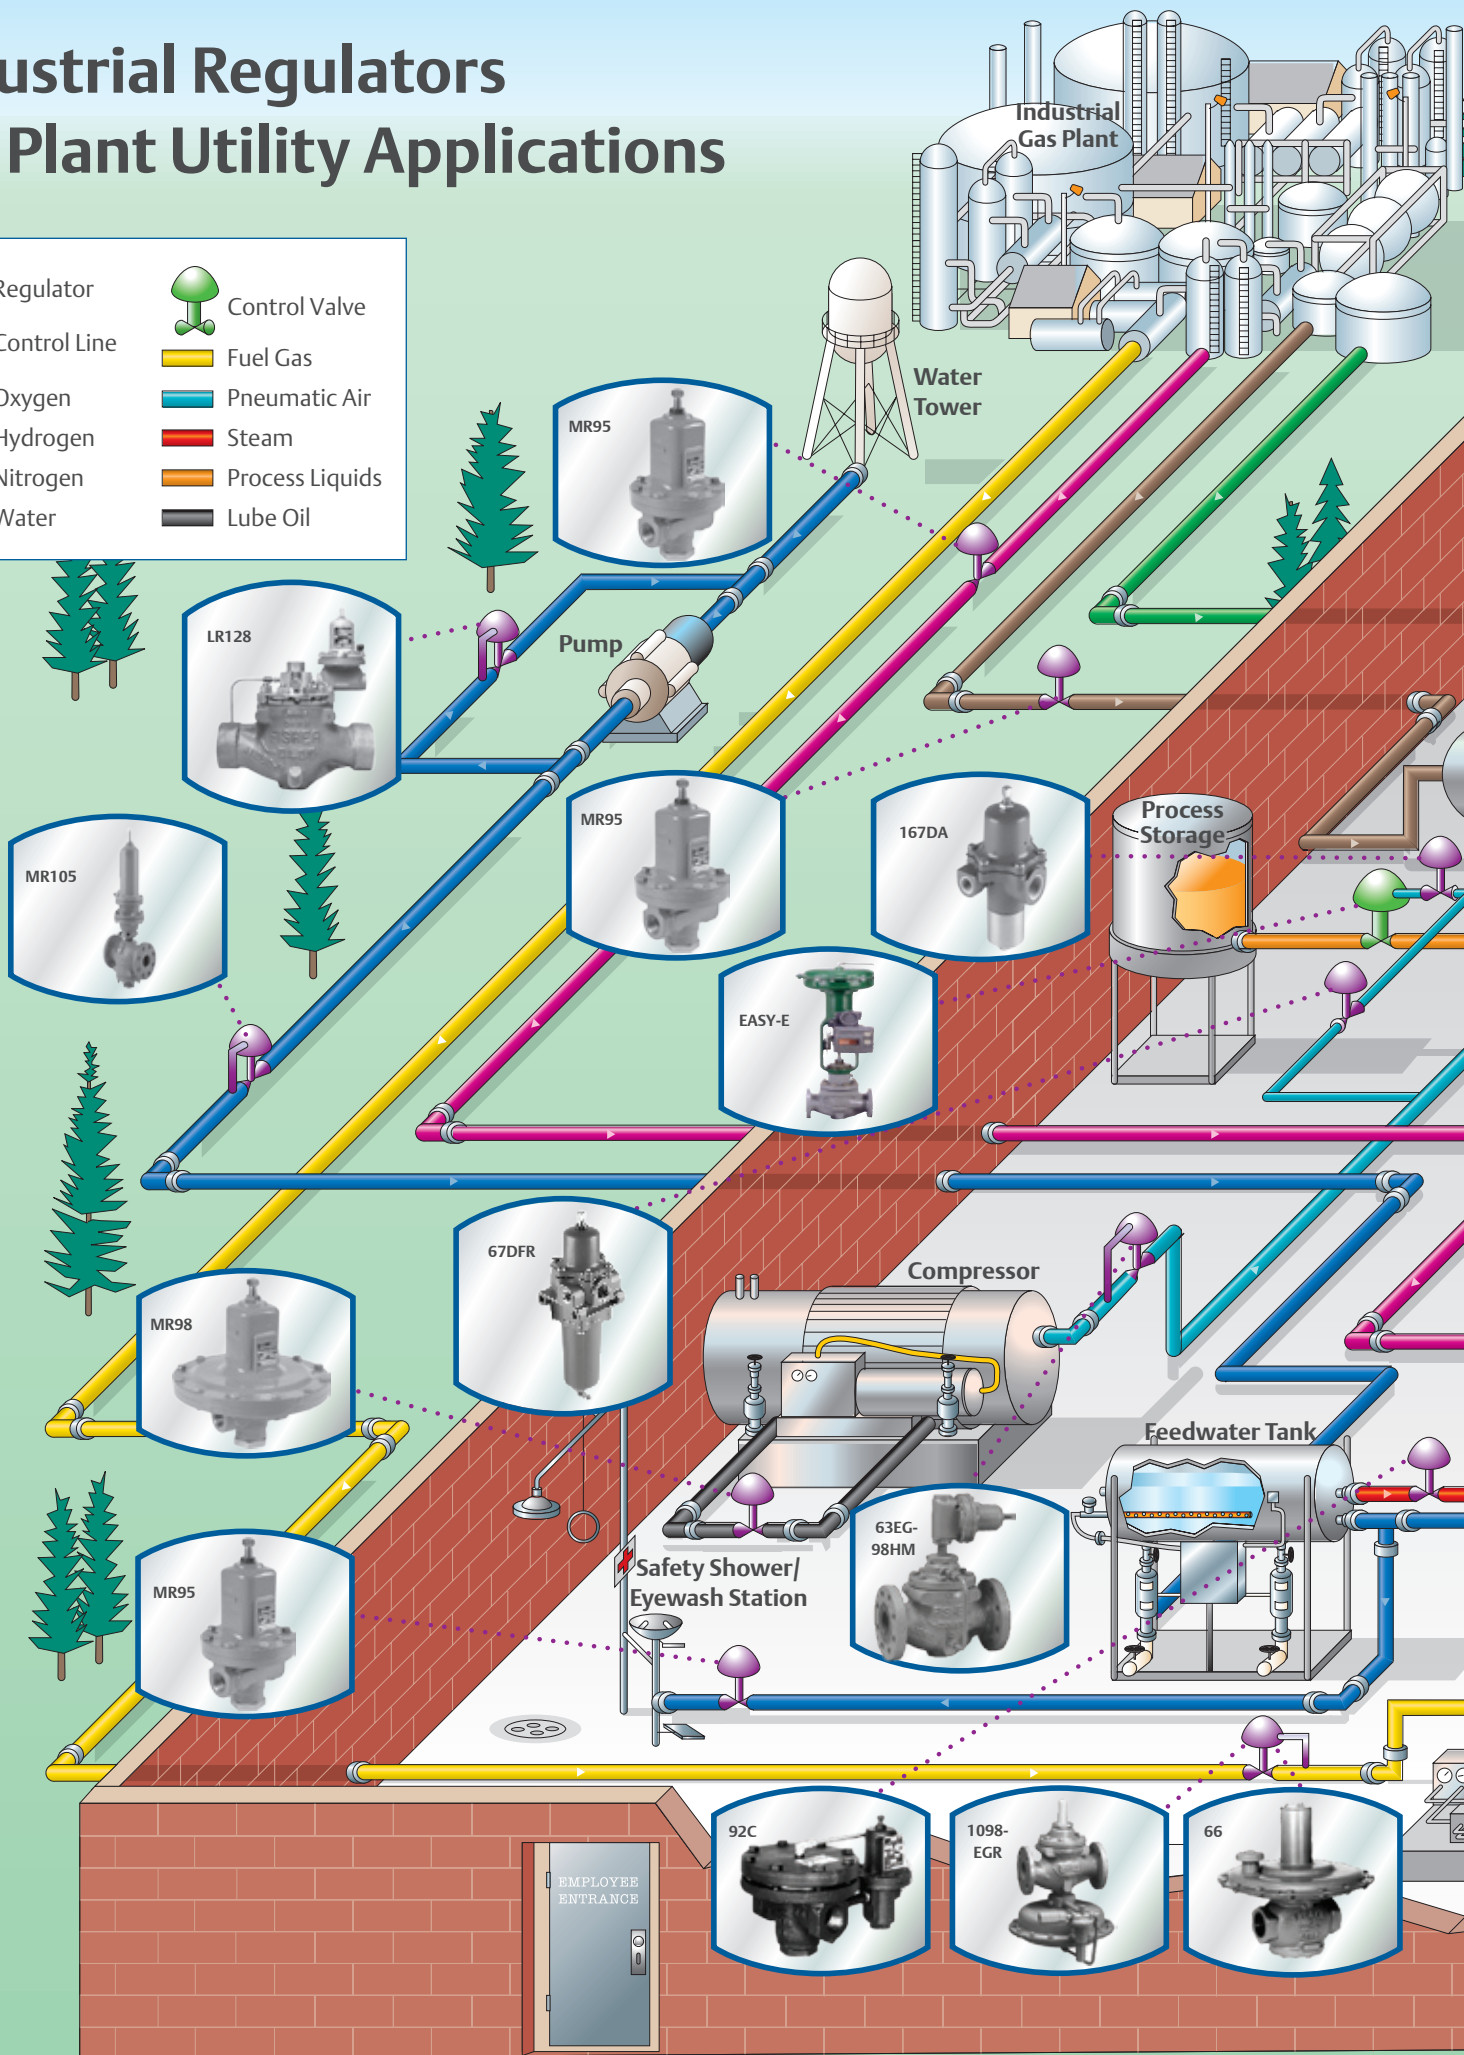 ustrial Regulators
Plant Utility Applications
Industrial
Gas Plant
Regulator
Control Valve
Control Line
Fuel Gas
Oxygen
Pneumatic Air
Hydrogen
Steam
Nitrogen
Process Liquids
Water
Lube Oil
Water
Tower
MR95
LR128
Pump
MR95
167DA
Process
Storage
MR105
EASY-E
67DFR
Compressor
MR98
Feedwater Tank
63EG-
98HM
MR95
Safety Shower/
Eyewash Station
92C
1098-
EGR
66
EMPLOYEE
ENTRANCE